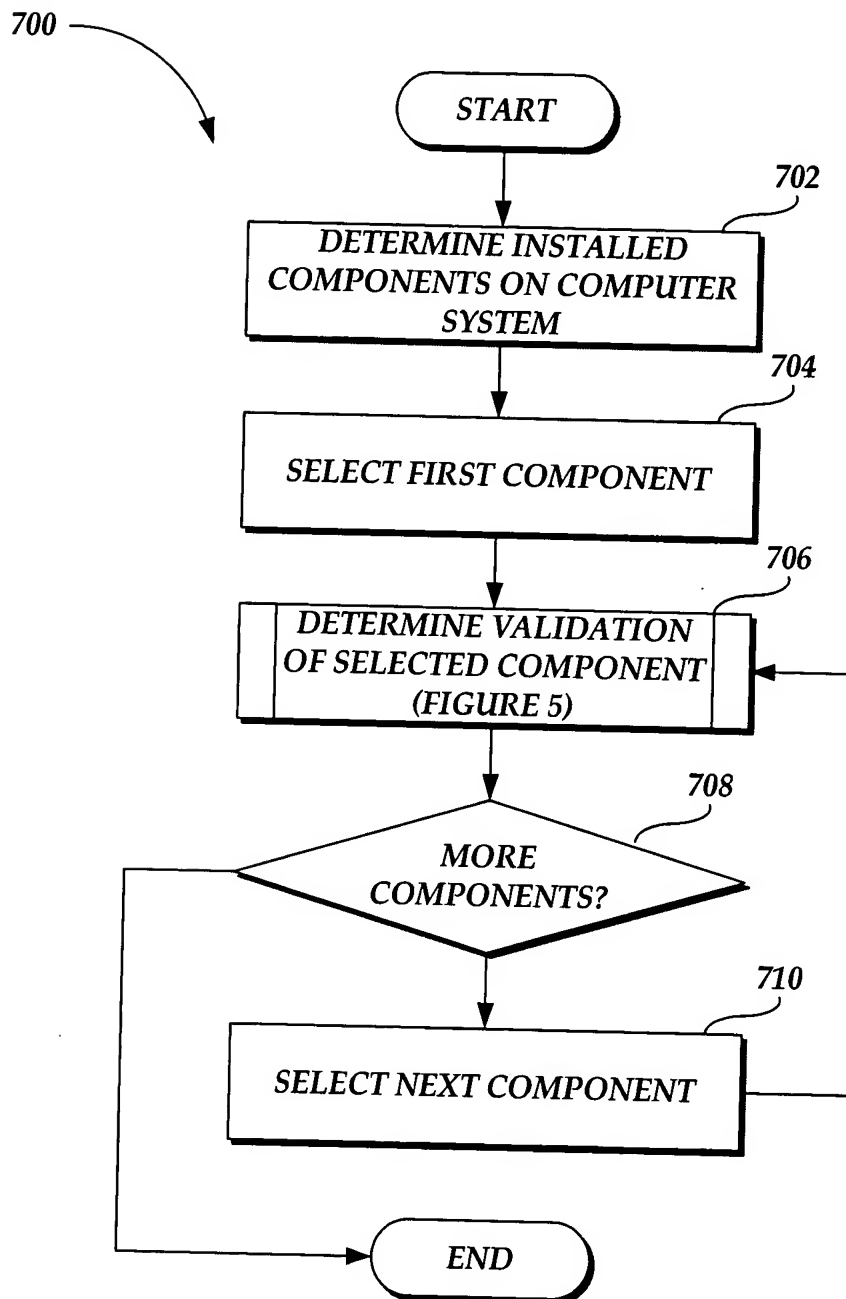 700
START
702
DETERMINE INSTALLED
COMPONENTS ON COMPUTER
SYSTEM
704
SELECT FIRST COMPONENT
706
DETERMINE VALIDATION
OF SELECTED COMPONENT
(FIGURE 5)
708
MORE
COMPONENTS?
710
SELECT NEXT COMPONENT
END